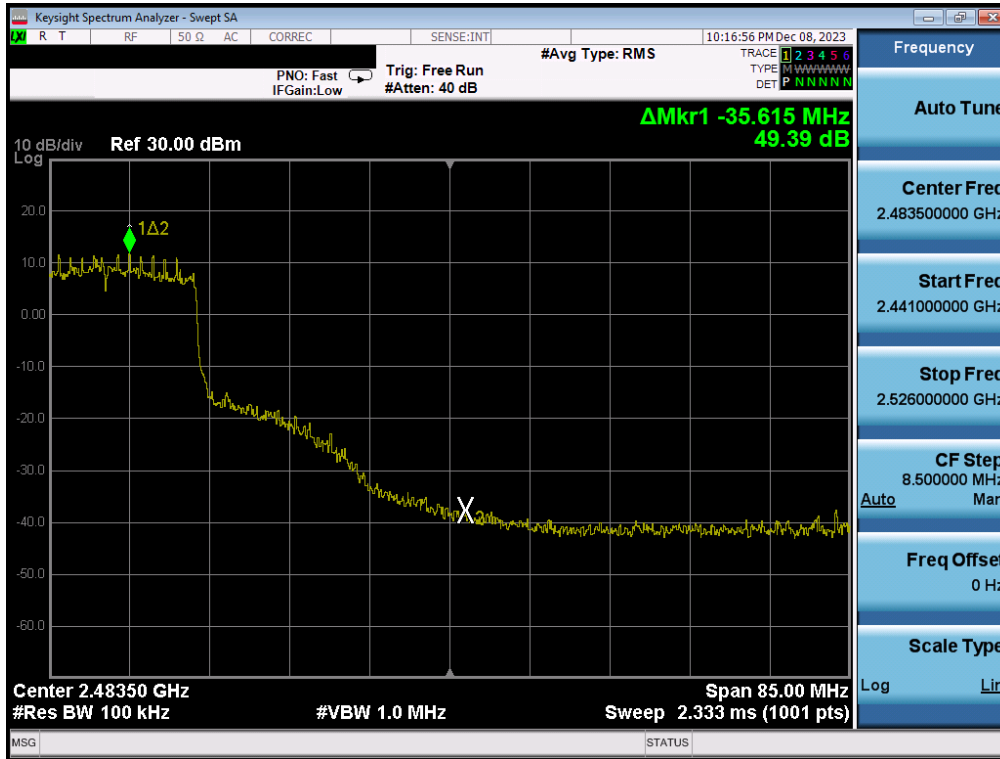 Keysight Spectrum Analyzer - Swept SA
LXI R T RF 50 Ω AC CORREC SENSE:INT 10:16:56 PM Dec 08, 2023
#Avg Type: RMS
TRACE 1 2 3 4 5 6
PNO: Fast Trig: Free Run
TYPE M WWWWW
IFGain:Low #Atten: 40 dB
DET P N N N N N
ΔMkr1 -35.615 MHz
49.39 dB
10 dB/div Ref 30.00 dBm
Log
20.0
1Δ2
10.0
0.00
-10.0
-20.0
-30.0
-40.0
X2
-50.0
-60.0
Center 2.48350 GHz Span 85.00 MHz
#Res BW 100 kHz #VBW 1.0 MHz Sweep 2.333 ms (1001 pts)
MSG STATUS
Frequency
Auto Tune
Center Freq
2.483500000 GHz
Start Freq
2.441000000 GHz
Stop Freq
2.526000000 GHz
CF Step
8.500000 MHz
Auto Man
Freq Offset
0 Hz
Scale Type
Log Lin